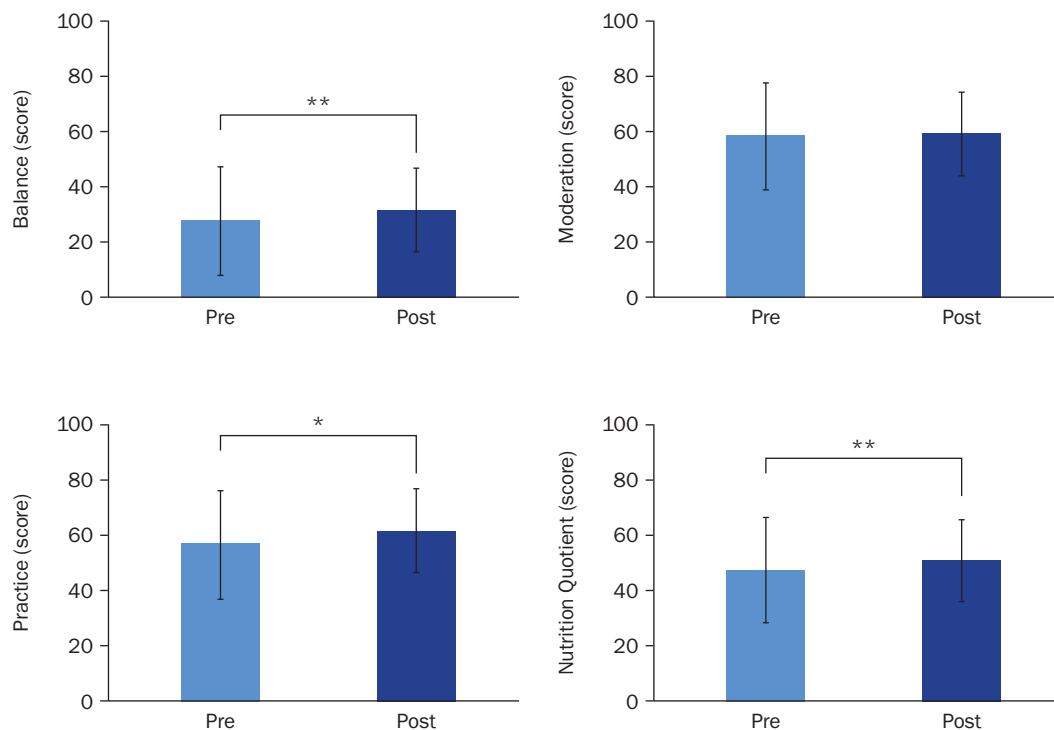 Balance (score)
100
80
60
40
20
0
**
Pre
Post
Moderation (score)
100
80
60
40
20
0
Pre
Post
Practice (score)
100
80
60
40
20
0
*
Pre
Post
Nutrition Quotient (score)
100
80
60
40
20
0
**
Pre
Post